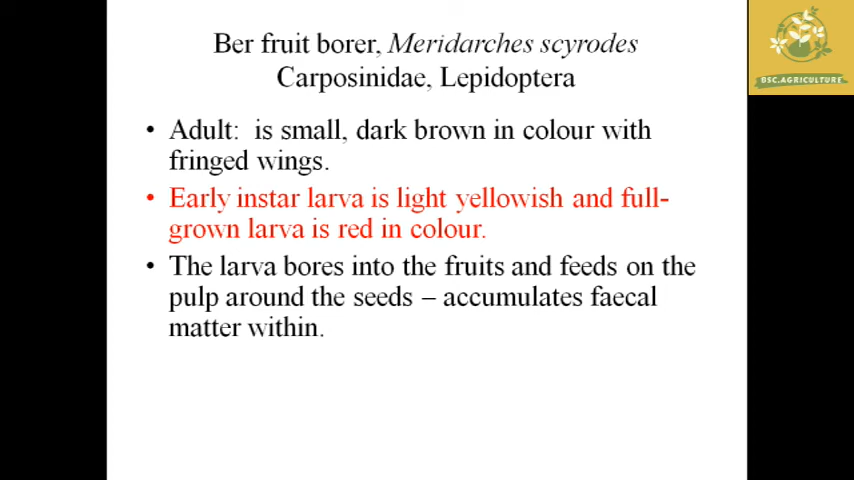 Ber fruit borer, Meridarches scyrodes
Carposinidae, Lepidoptera
• Adult: is small, dark brown in colour with
fringed wings.
• Early instar larva is light yellowish and full-
grown larva is red in colour.
• The larva bores into the fruits and feeds on the
pulp around the seeds – accumulates faecal
matter within.
BSC.AGRICULTURE